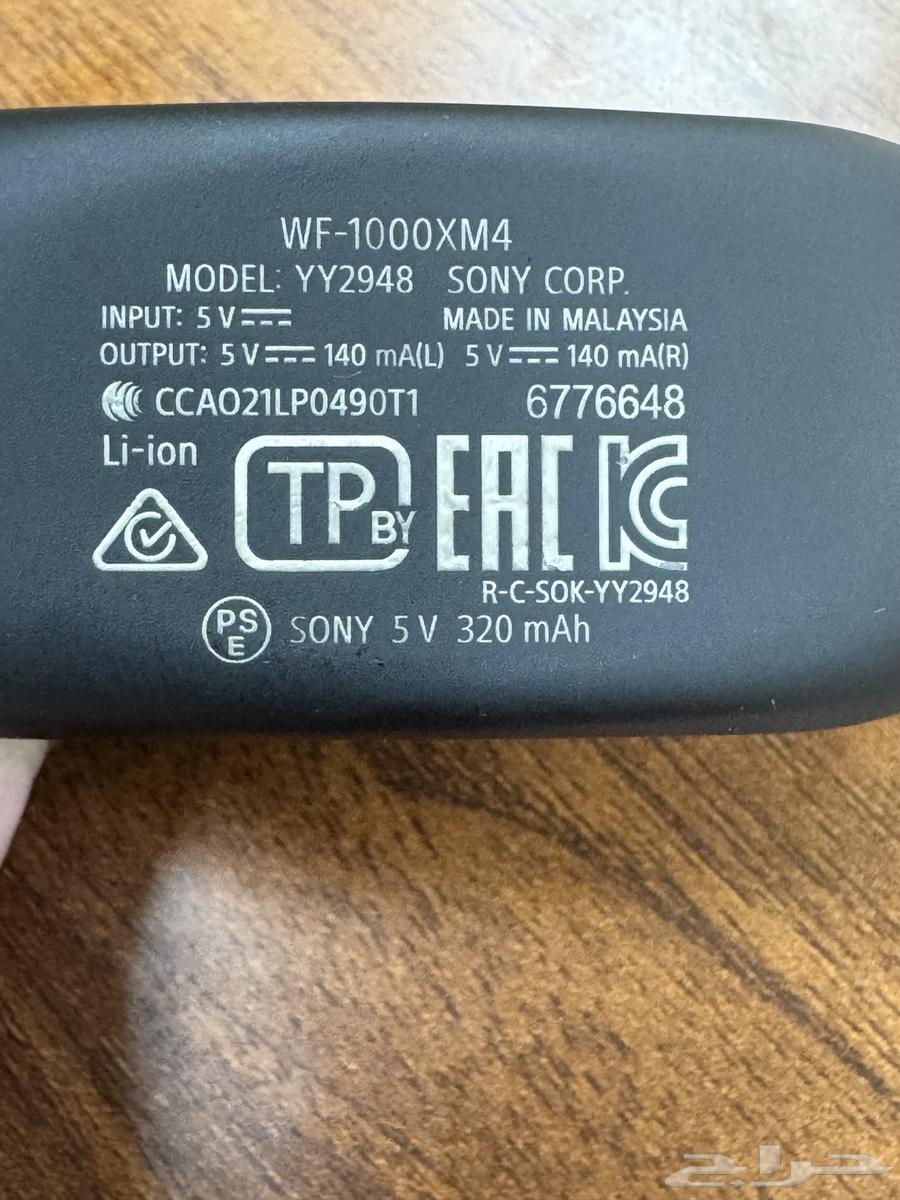 WF-1000XM4
MODEL: YY2948 SONY CORP.
INPUT: 5 V⎓ MADE IN MALAYSIA
OUTPUT: 5 V⎓ 140 mA(L) 5 V⎓ 140 mA(R)
CCAO21LP0490T1 6776648
Li-ion
TP BY EAC KC
R-C-SOK-YY2948
PS E SONY 5 V 320 mAh
حراج